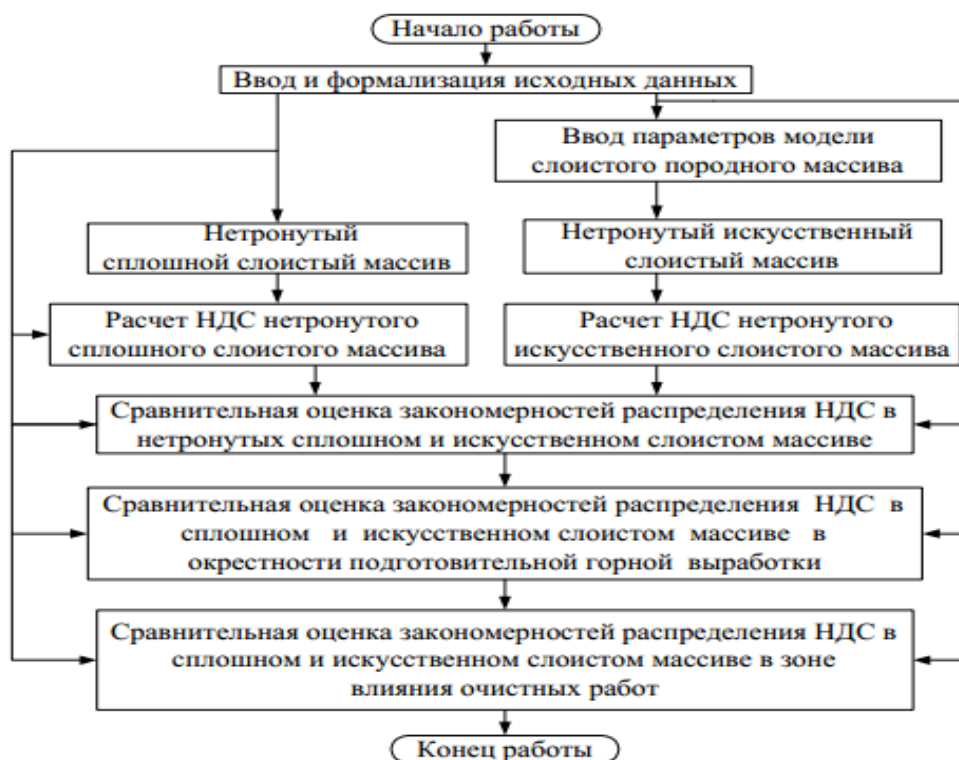 Начало работы
Ввод и формализация исходных данных
Ввод параметров модели
слоистого породного массива
Нетронутый
сплошной слоистый массив
Нетронутый искусственный
слоистый массив
Расчет НДС нетронутого
сплошного слоистого массива
Расчет НДС нетронутого
искусственного слоистого массива
Сравнительная оценка закономерностей распределения НДС в
нетронутых сплошном и искусственном слоистом массиве
Сравнительная оценка закономерностей распределения НДС в
сплошном и искусственном слоистом массиве в
окрестности подготовительной горной выработки
Сравнительная оценка закономерностей распределения НДС в
сплошном и искусственном слоистом массиве в зоне
влияния очистных работ
Конец работы